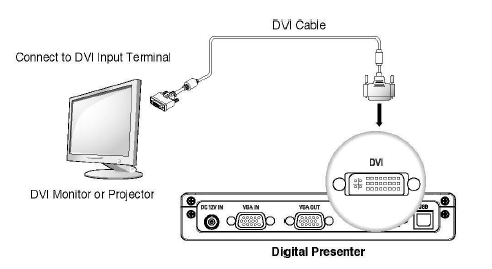 DVI Cable
Connect to DVI Input Terminal
DVI Monitor or Projector
DVI
DC 12V IN
VGA IN
VGA OUT
Digital Presenter